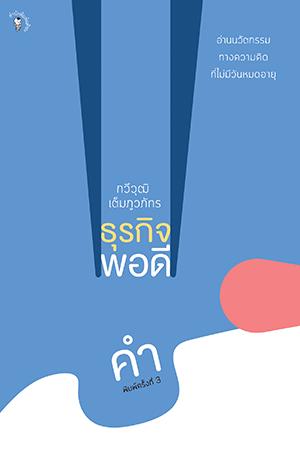 อ่านนวัตกรรม
ทางความคิด
ที่ไม่มีวันหมดอายุ
ทวีวุฒิ
เต็มภูวภัทร
ธุรกิจ
พอดี
คำ
พิมพ์ครั้งที่ 3